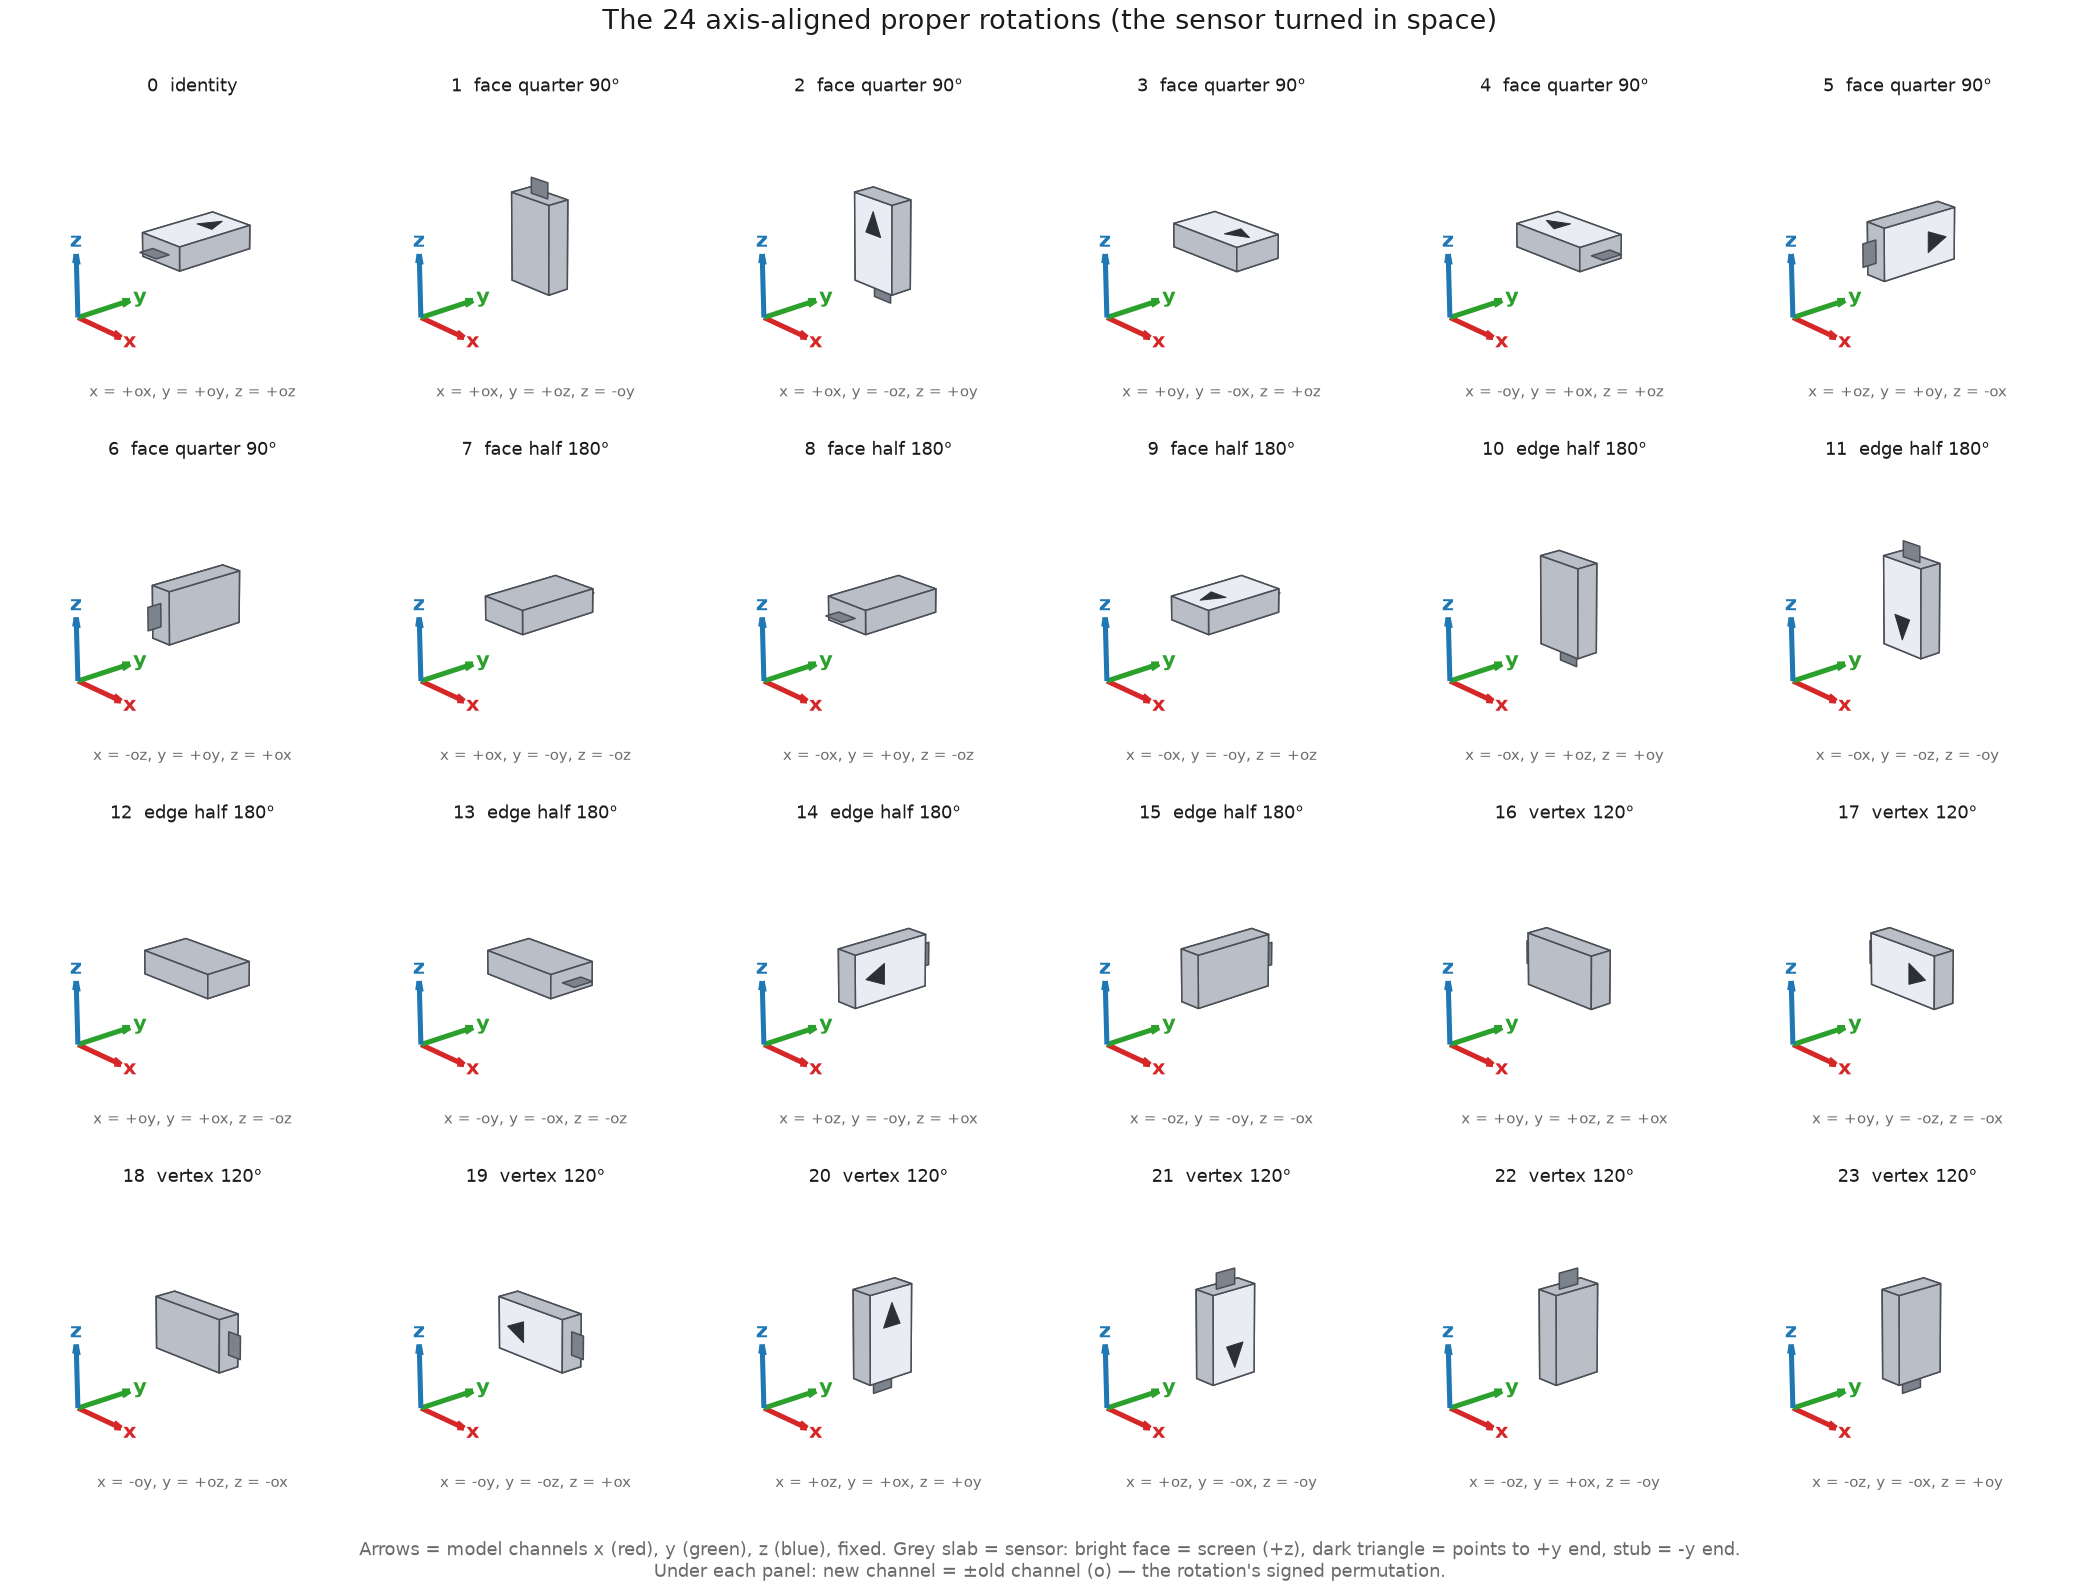 The 24 axis-aligned proper rotations (the sensor turned in space)
0 identity
1 face quarter 90°
2 face quarter 90°
3 face quarter 90°
4 face quarter 90°
5 face quarter 90°
z
y
x
z
y
x
z
y
x
z
y
x
z
y
x
z
y
x
x = +ox, y = +oy, z = +oz
x = +ox, y = +oz, z = -oy
x = +ox, y = -oz, z = +oy
x = +oy, y = -ox, z = +oz
x = -oy, y = +ox, z = +oz
x = +oz, y = +oy, z = -ox
6 face quarter 90°
7 face half 180°
8 face half 180°
9 face half 180°
10 edge half 180°
11 edge half 180°
z
y
x
z
y
x
z
y
x
z
y
x
z
y
x
z
y
x
x = -oz, y = +oy, z = +ox
x = +ox, y = -oy, z = -oz
x = -ox, y = +oy, z = -oz
x = -ox, y = -oy, z = +oz
x = -ox, y = +oz, z = +oy
x = -ox, y = -oz, z = -oy
12 edge half 180°
13 edge half 180°
14 edge half 180°
15 edge half 180°
16 vertex 120°
17 vertex 120°
z
y
x
z
y
x
z
y
x
z
y
x
z
y
x
z
y
x
x = +oy, y = +ox, z = -oz
x = -oy, y = -ox, z = -oz
x = +oz, y = -oy, z = +ox
x = -oz, y = -oy, z = -ox
x = +oy, y = +oz, z = +ox
x = +oy, y = -oz, z = -ox
18 vertex 120°
19 vertex 120°
20 vertex 120°
21 vertex 120°
22 vertex 120°
23 vertex 120°
z
y
x
z
y
x
z
y
x
z
y
x
z
y
x
z
y
x
x = -oy, y = +oz, z = -ox
x = -oy, y = -oz, z = +ox
x = +oz, y = +ox, z = +oy
x = +oz, y = -ox, z = -oy
x = -oz, y = +ox, z = -oy
x = -oz, y = -ox, z = +oy
Arrows = model channels x (red), y (green), z (blue), fixed. Grey slab = sensor: bright face = screen (+z), dark triangle = points to +y end, stub = -y end.
Under each panel: new channel = ±old channel (o) — the rotation's signed permutation.